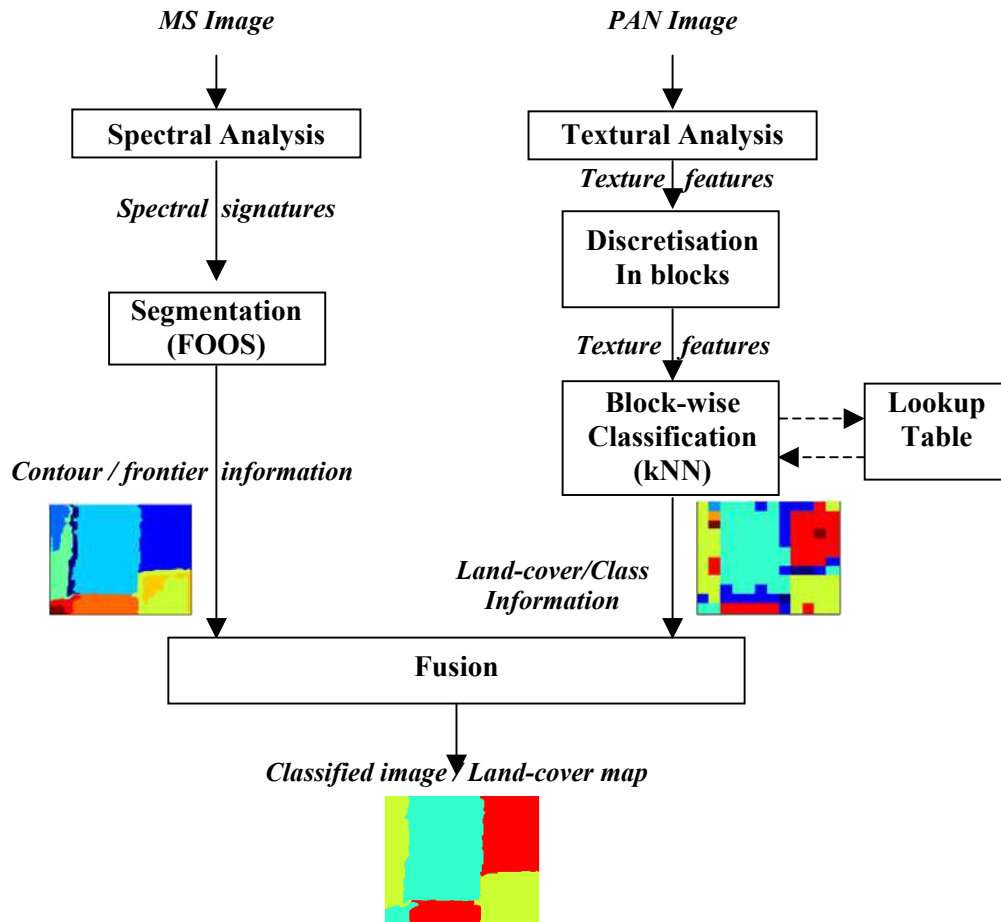 MS Image
PAN Image
Spectral Analysis
Textural Analysis
Texture features
Spectral signatures
Discretisation
In blocks
Segmentation
(FOOS)
Texture features
Block-wise
Classification
(kNN)
Lookup
Table
Contour / frontier information
Land-cover/Class
Information
Fusion
Classified image / Land-cover map